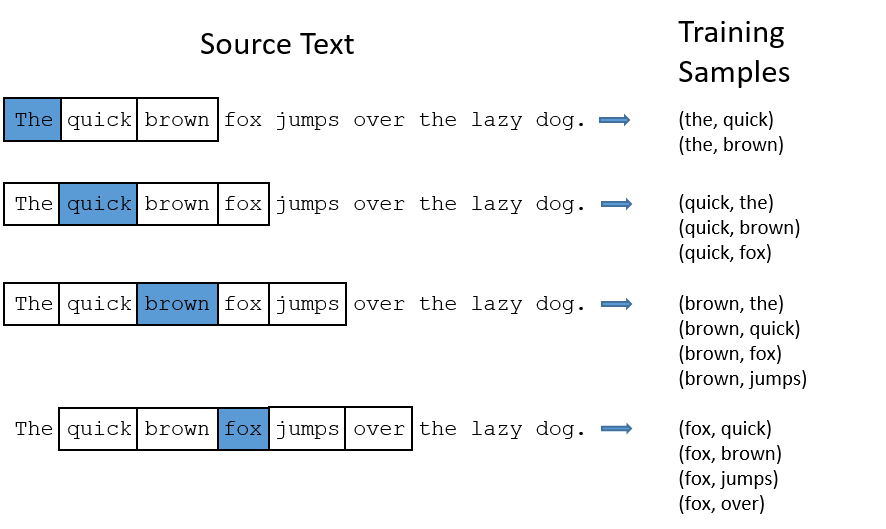 Source Text
Training
Samples
The quick brown fox jumps over the lazy dog.
(the, quick)
(the, brown)
The quick brown fox jumps over the lazy dog.
(quick, the)
(quick, brown)
(quick, fox)
The quick brown fox jumps over the lazy dog.
(brown, the)
(brown, quick)
(brown, fox)
(brown, jumps)
The quick brown fox jumps over the lazy dog.
(fox, quick)
(fox, brown)
(fox, jumps)
(fox, over)